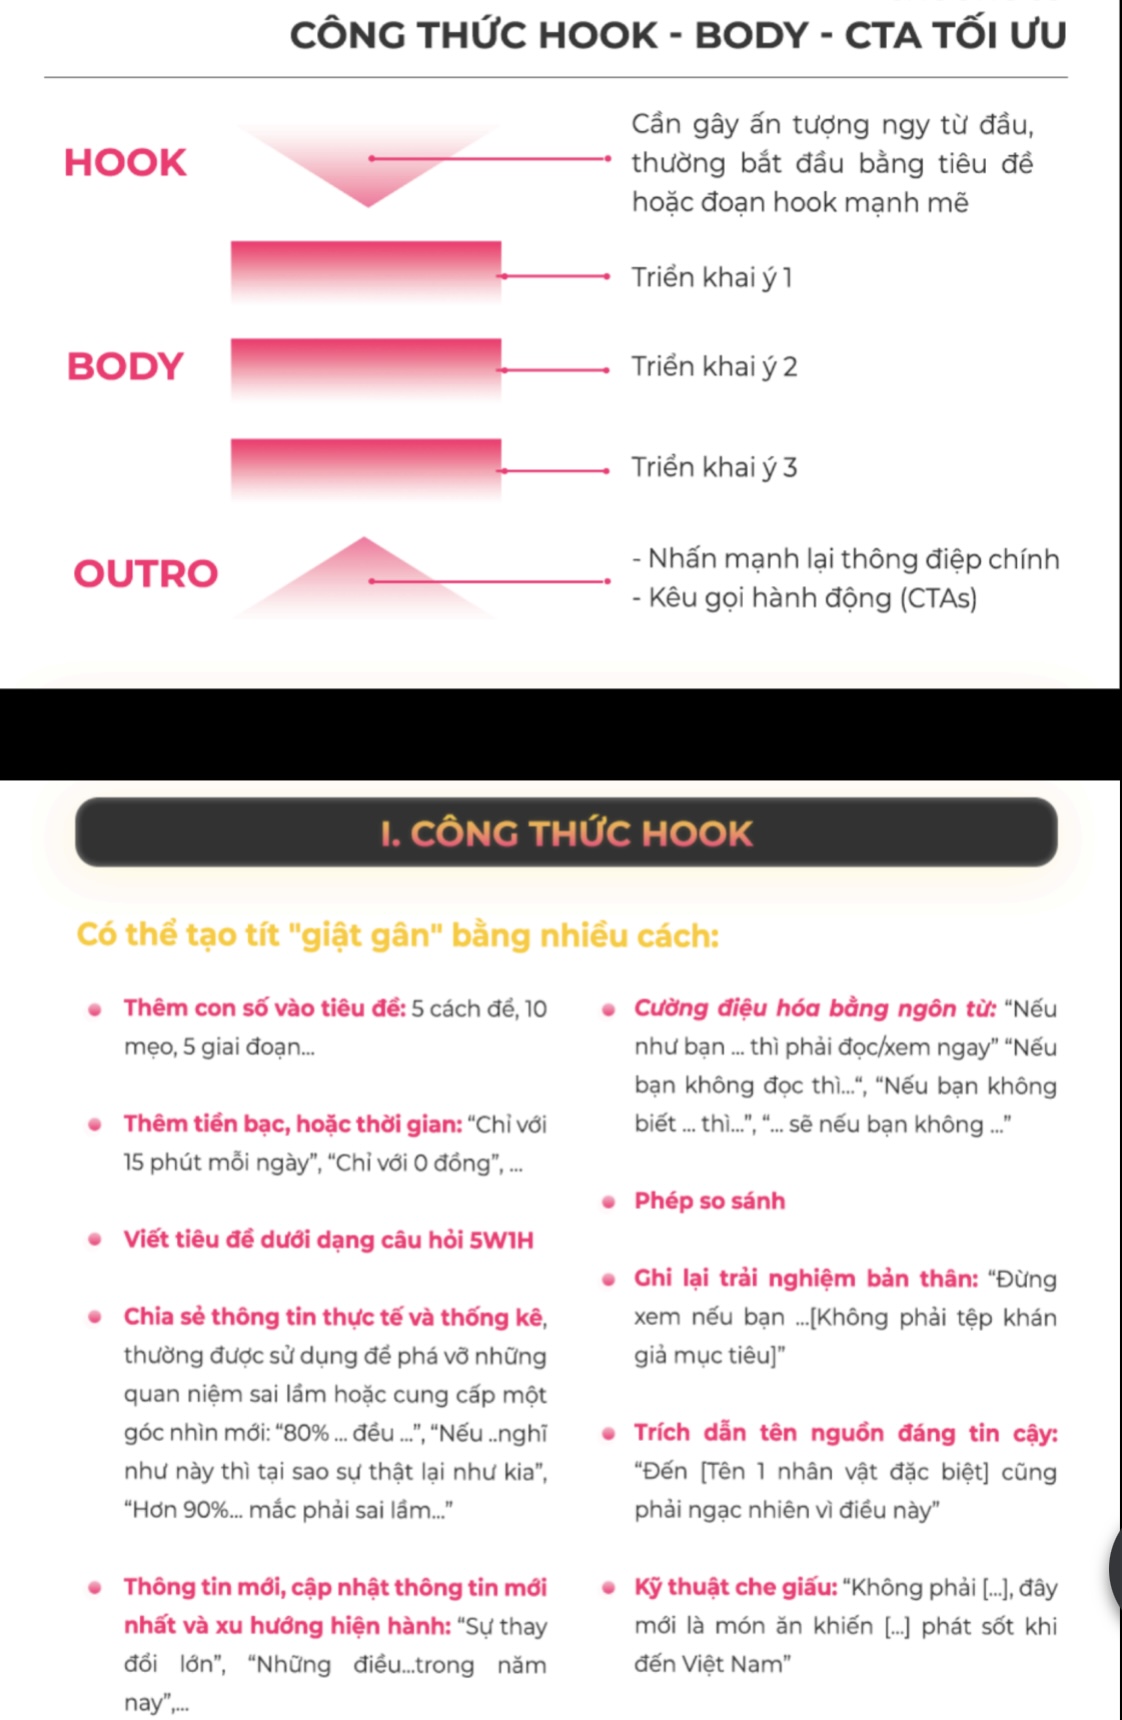 CÔNG THỨC HOOK - BODY - CTA TỐI ƯU
HOOK
Cần gây ấn tượng ngy từ đầu,
thường bắt đầu bằng tiêu đề
hoặc đoạn hook mạnh mẽ
Triển khai ý 1
BODY
Triển khai ý 2
Triển khai ý 3
OUTRO
- Nhấn mạnh lại thông điệp chính
- Kêu gọi hành động (CTAs)
I. CÔNG THỨC HOOK
Có thể tạo tít "giật gân" bằng nhiều cách:
Thêm con số vào tiêu đề: 5 cách để, 10
mẹo, 5 giai đoạn...
Thêm tiền bạc, hoặc thời gian: “Chỉ với
15 phút mỗi ngày”, “Chỉ với 0 đồng”, ...
Viết tiêu đề dưới dạng câu hỏi 5W1H
Chia sẻ thông tin thực tế và thống kê,
thường được sử dụng để phá vỡ những
quan niệm sai lầm hoặc cung cấp một
góc nhìn mới: “80% ... đều ...”, “Nếu ..nghĩ
như này thì tại sao sự thật lại như kia”,
“Hơn 90%... mắc phải sai lầm...”
Thông tin mới, cập nhật thông tin mới
nhất và xu hướng hiện hành: “Sự thay
đổi lớn”, “Những điều...trong năm
nay”,...
Cường điệu hóa bằng ngôn từ: “Nếu
như bạn ... thì phải đọc/xem ngay” “Nếu
bạn không đọc thì...“, “Nếu bạn không
biết ... thì...”, “... sẽ nếu bạn không ...”
Phép so sánh
Ghi lại trải nghiệm bản thân: “Đừng
xem nếu bạn ...[Không phải tệp khán
giả mục tiêu]”
Trích dẫn tên nguồn đáng tin cậy:
“Đến [Tên 1 nhân vật đặc biệt] cũng
phải ngạc nhiên vì điều này”
Kỹ thuật che giấu: “Không phải [...], đây
mới là món ăn khiến [...] phát sốt khi
đến Việt Nam”